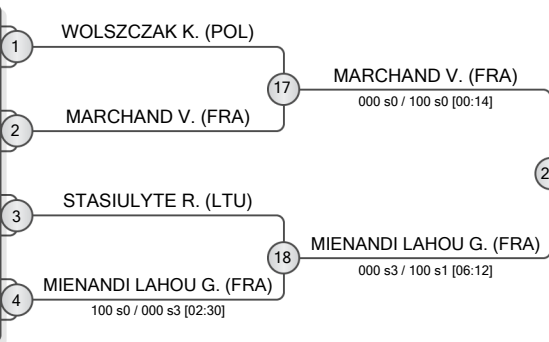 WOLSZCZAK K. (POL)
1
17
MARCHAND V. (FRA)
000 s0 / 100 s0 [00:14]
MARCHAND V. (FRA)
2
2
STASIULYTE R. (LTU)
3
18
MIENANDI LAHOU G. (FRA)
000 s3 / 100 s1 [06:12]
MIENANDI LAHOU G. (FRA)
4
100 s0 / 000 s3 [02:30]